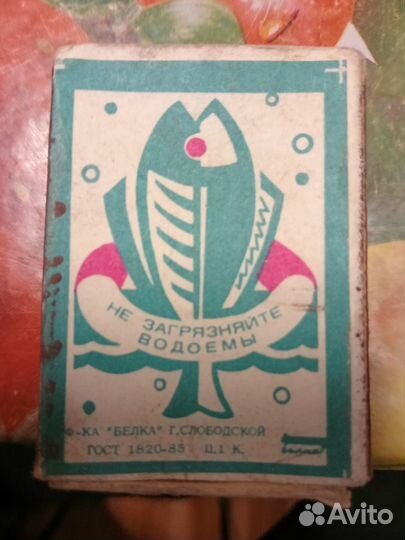 НЕ ЗАГРЯЗНЯЙТЕ
ВОДОЕМЫ
Ф-КА "БЕЛКА" Г.СЛОБОДСКОЙ
ГОСТ 1820-85 Ц.1 К.
Avito